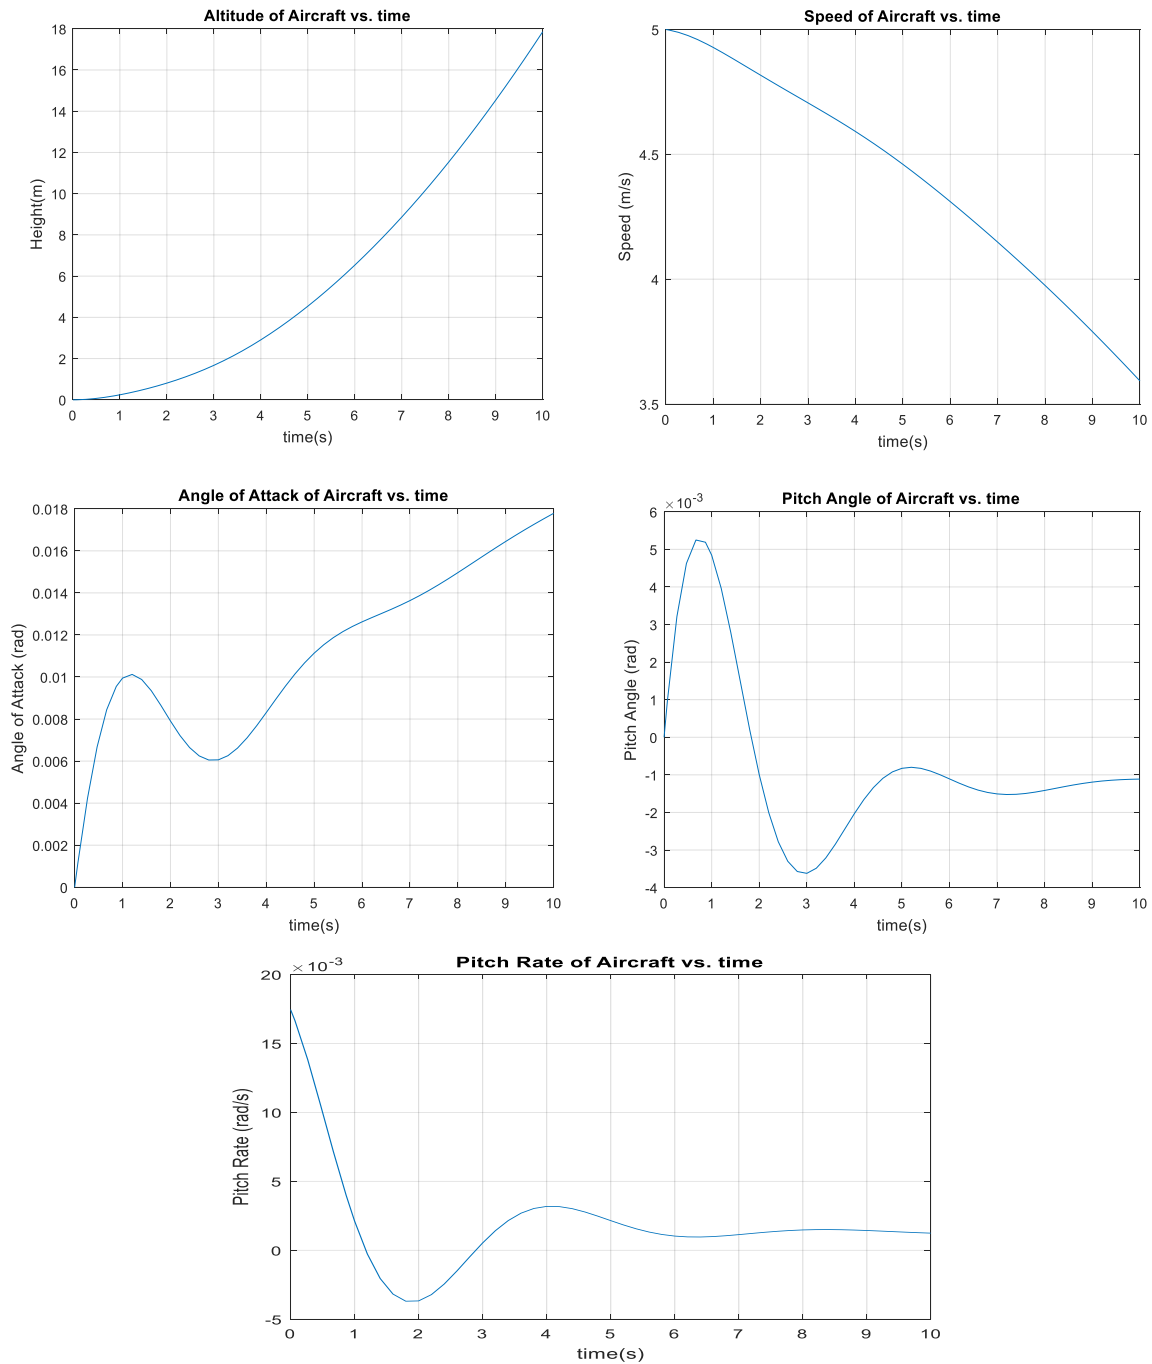 Altitude of Aircraft vs. time
18
16
14
12
10
8
6
4
2
0
Height(m)
0 1 2 3 4 5 6 7 8 9 10
time(s)
Speed of Aircraft vs. time
5
4.5
4
3.5
Speed (m/s)
0 1 2 3 4 5 6 7 8 9 10
time(s)
Angle of Attack of Aircraft vs. time
0.018
0.016
0.014
0.012
0.01
0.008
0.006
0.004
0.002
0
Angle of Attack (rad)
0 1 2 3 4 5 6 7 8 9 10
time(s)
Pitch Angle of Aircraft vs. time
×10-3
6
5
4
3
2
1
0
-1
-2
-3
-4
Pitch Angle (rad)
0 1 2 3 4 5 6 7 8 9 10
time(s)
Pitch Rate of Aircraft vs. time
×10-3
20
15
10
5
0
-5
Pitch Rate (rad/s)
0 1 2 3 4 5 6 7 8 9 10
time(s)